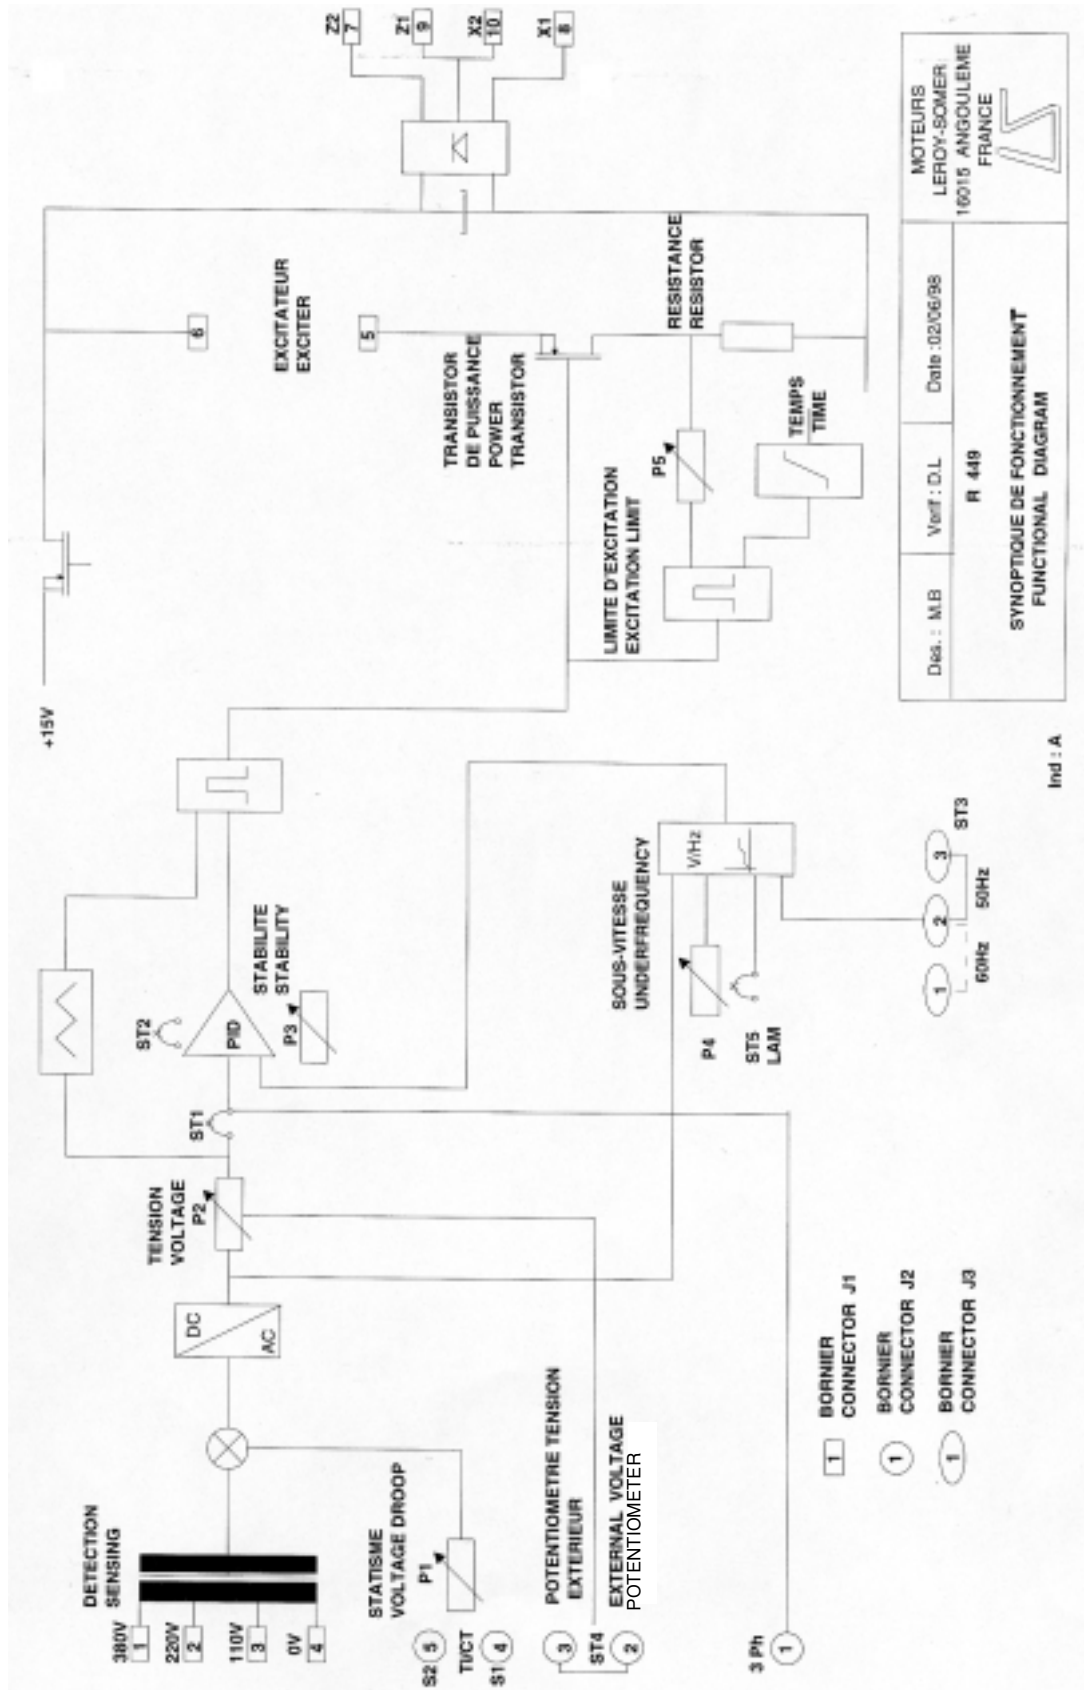 DETECTION
SENSING
380V
1
220V
2
110V
3
0V
4
STATISME
VOLTAGE DROOP
P1
S2
5
TI/CT
S1
4
POTENTIOMETRE TENSION
EXTERIEUR
3
ST4
2
EXTERNAL VOLTAGE
POTENTIOMETER
3 Ph
1
DC
AC
TENSION
VOLTAGE
P2
ST1
ST2
PID
STABILITE
STABILITY
P3
SOUS-VITESSE
UNDERFREQUENCY
V/Hz
P4
ST5
LAM
1
2
3
ST3
60Hz
50Hz
1
BORNIER
CONNECTOR J1
1
BORNIER
CONNECTOR J2
1
BORNIER
CONNECTOR J3
+15V
6
EXCITATEUR
EXCITER
5
TRANSISTOR
DE PUISSANCE
POWER
TRANSISTOR
LIMITE D'EXCITATION
EXCITATION LIMIT
P5
RESISTANCE
RESISTOR
TEMPS
TIME
Z2
7
Z1
9
X2
10
X1
8
Ind : A
Des. : M.B
Verif : D.L
Date :02/06/98
R 449
SYNOPTIQUE DE FONCTIONNEMENT
FUNCTIONAL DIAGRAM
MOTEURS
LEROY-SOMER
16015 ANGOULEME
FRANCE